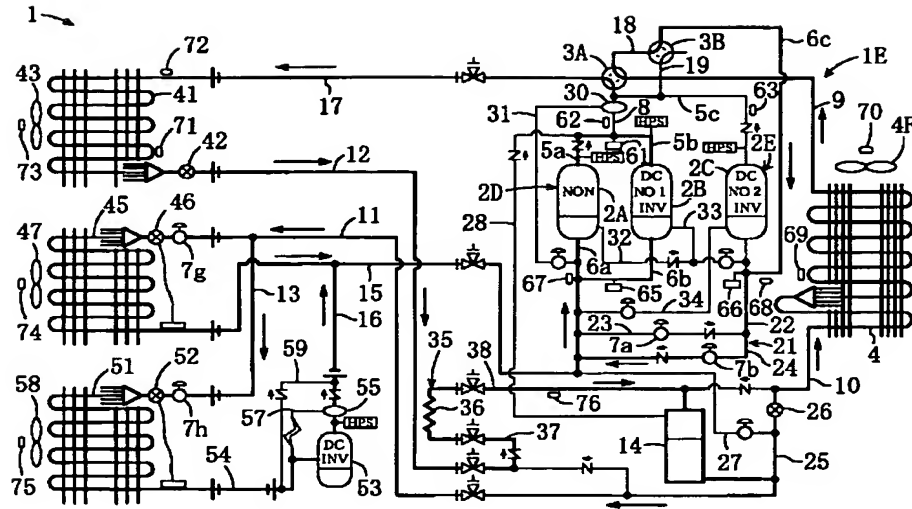 1
72
18
3B
6c
43
3A
19
1E
41
17
30
8
5c
63
9
70
4F
31
62
HPS
71
42
12
5a
HPS
6
5b
HPS
2C
2E
73
2D
NON
2A
DC
NO 1
INV
2B
DC
NO 2
INV
45
46
11
28
33
47
7g
32
69
15
67
6a
6b
65
66
68
74
13
16
34
22
23
7a
21
4
51
52
59
35
38
24
7b
10
58
55
57
HPS
36
76
26
7h
DC
INV
37
14
27
75
54
53
25